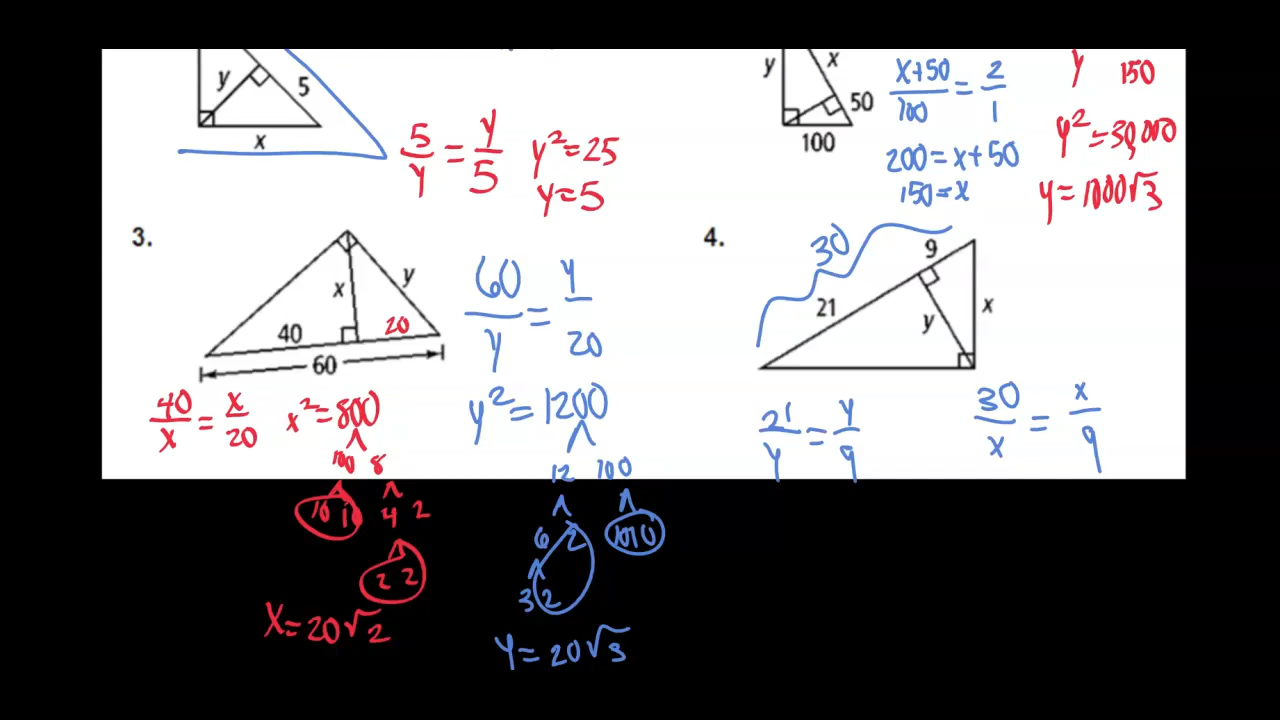 y
5
x
5/y = y/5
y² = 25
y = 5
y
x
50
100
x+50/100 = 2/1
200 = x+50
150 = x
y 150
y² = 30,000
y = 1000√3
3.
x
y
40
20
60
40/x = x/20
x² = 800
100 8
10 10 4 2
2 2
x = 20√2
60/y = y/20
y² = 1200
12 100
6 2 10 10
3 2
y = 20√3
4.
30
9
21
y
x
21/y = y/9
30/x = x/9